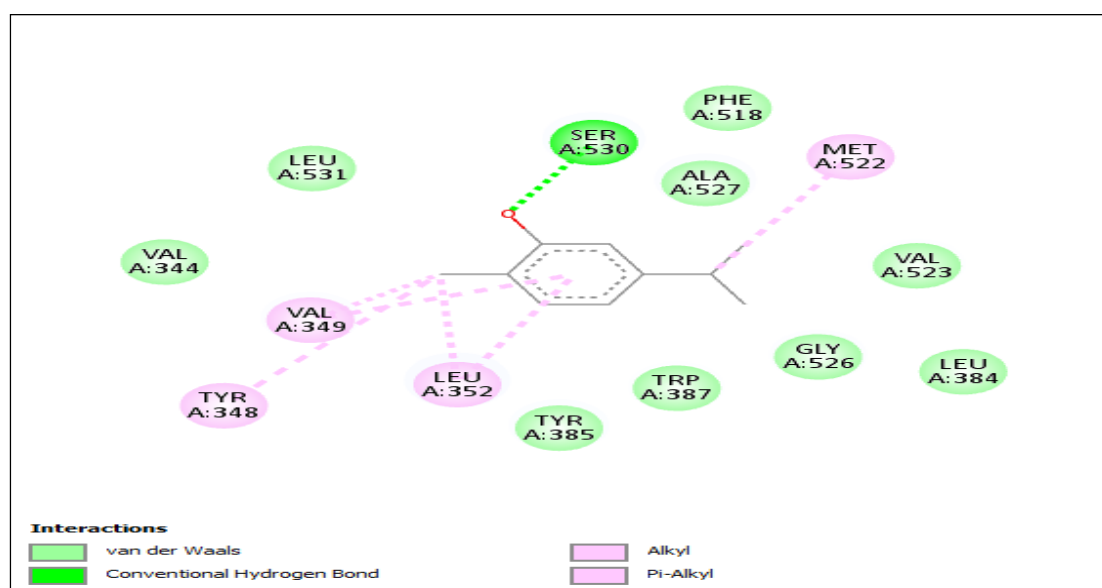 PHE
A:518
SER
A:530
MET
A:522
LEU
A:531
ALA
A:527
VAL
A:344
VAL
A:523
VAL
A:349
GLY
A:526
LEU
A:384
LEU
A:352
TRP
A:387
TYR
A:348
TYR
A:385
O
Interactions
van der Waals
Conventional Hydrogen Bond
Alkyl
Pi-Alkyl